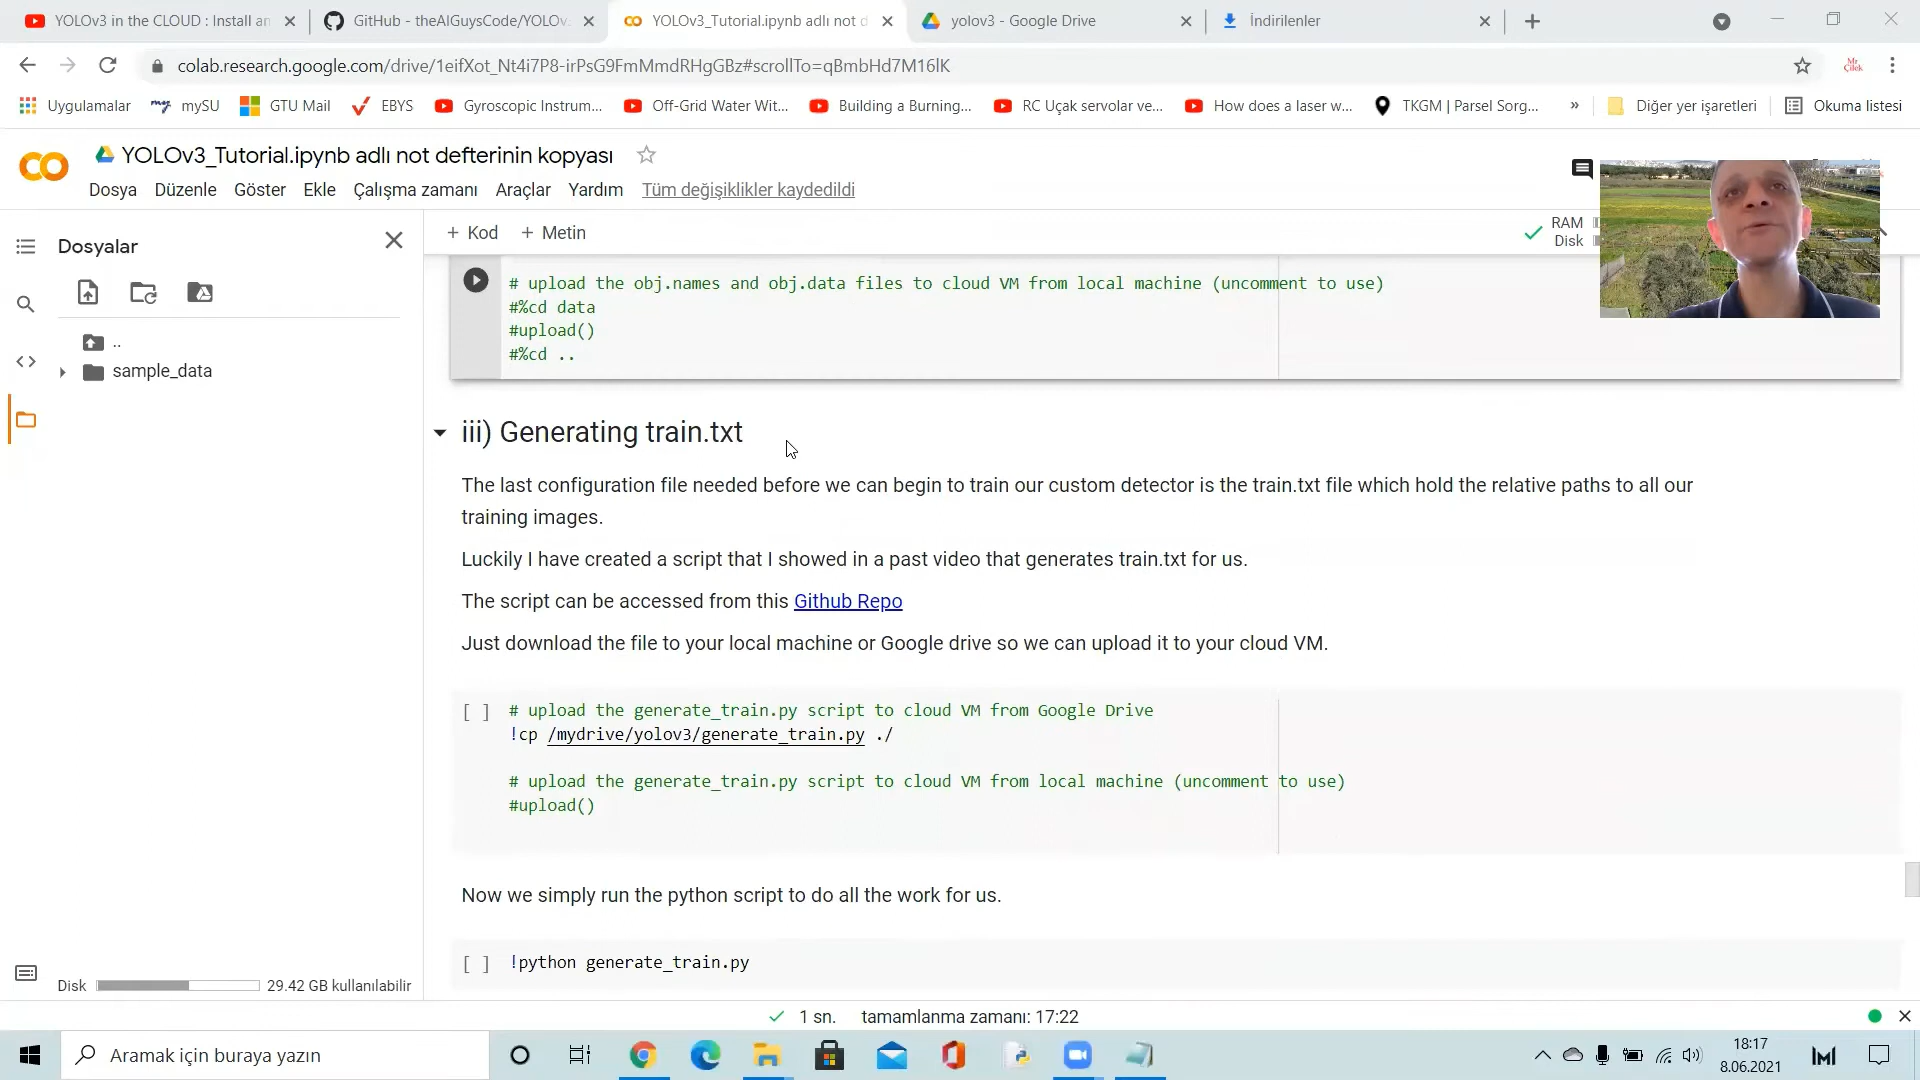 YOLOv3 in the CLOUD : Install an
GitHub - theAIGuysCode/YOLOv
YOLOv3_Tutorial.ipynb adlı not d
yolov3 - Google Drive
İndirilenler
colab.research.google.com/drive/1eifXot_Nt4i7P8-irPsG9FmMmdRHgGBz#scrollTo=qBmbHd7M16lK
Uygulamalar
mySU
GTU Mail
EBYS
Gyroscopic Instrum...
Off-Grid Water Wit...
Building a Burning...
RC Uçak servolar ve...
How does a laser w...
TKGM | Parsel Sorg...
»
Diğer yer işaretleri
Okuma listesi
YOLOv3_Tutorial.ipynb adlı not defterinin kopyası
Dosya Düzenle Göster Ekle Çalışma zamanı Araçlar Yardım Tüm değişiklikler kaydedildi
Dosyalar
+ Kod + Metin
RAM
Disk
..
sample_data
# upload the obj.names and obj.data files to cloud VM from local machine (uncomment to use)
#%cd data
#upload()
#%cd ..
iii) Generating train.txt
The last configuration file needed before we can begin to train our custom detector is the train.txt file which hold the relative paths to all our
training images.
Luckily I have created a script that I showed in a past video that generates train.txt for us.
The script can be accessed from this Github Repo
Just download the file to your local machine or Google drive so we can upload it to your cloud VM.
[ ] # upload the generate_train.py script to cloud VM from Google Drive
!cp /mydrive/yolov3/generate_train.py ./
# upload the generate_train.py script to cloud VM from local machine (uncomment to use)
#upload()
Now we simply run the python script to do all the work for us.
[ ] !python generate_train.py
Disk 29.42 GB kullanılabilir
1 sn. tamamlanma zamanı: 17:22
Aramak için buraya yazın
18:17
8.06.2021